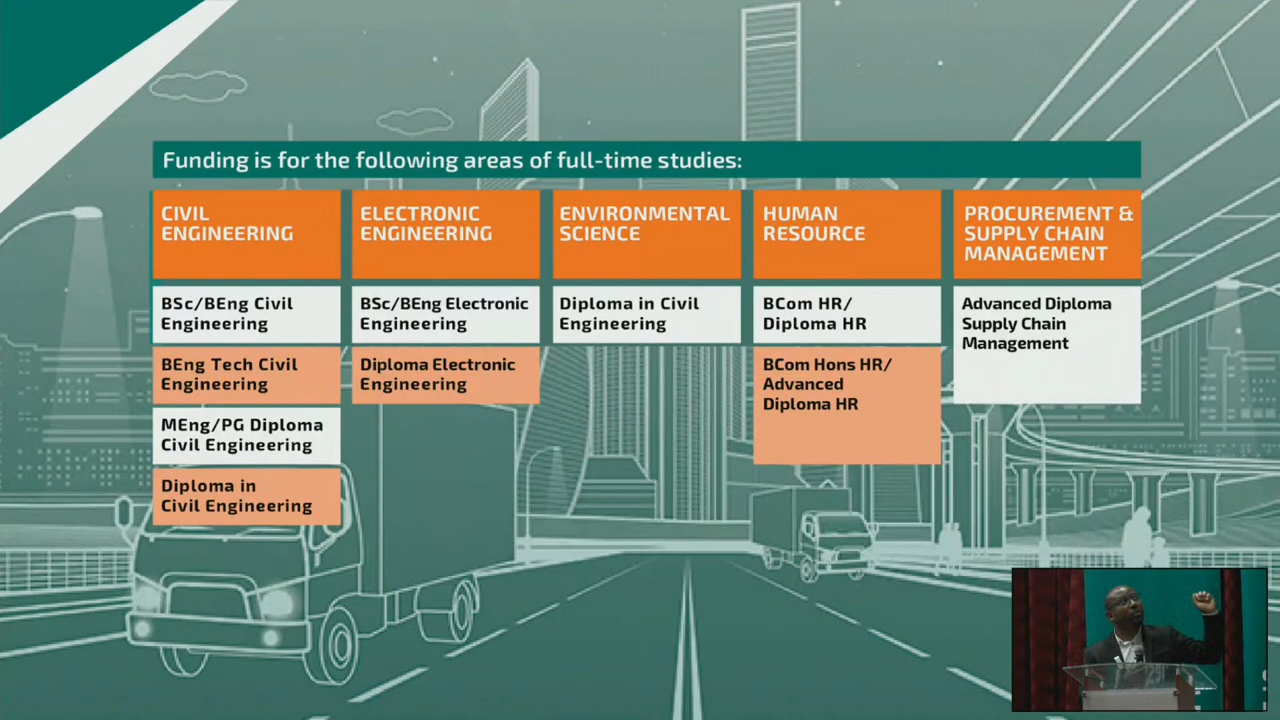 Funding is for the following areas of full-time studies:
CIVIL
ENGINEERING
BSc/BEng Civil
Engineering
BEng Tech Civil
Engineering
MEng/PG Diploma
Civil Engineering
Diploma in
Civil Engineering
ELECTRONIC
ENGINEERING
BSc/BEng Electronic
Engineering
Diploma Electronic
Engineering
ENVIRONMENTAL
SCIENCE
Diploma in Civil
Engineering
HUMAN
RESOURCE
BCom HR/
Diploma HR
BCom Hons HR/
Advanced
Diploma HR
PROCUREMENT &
SUPPLY CHAIN
MANAGEMENT
Advanced Diploma
Supply Chain
Management